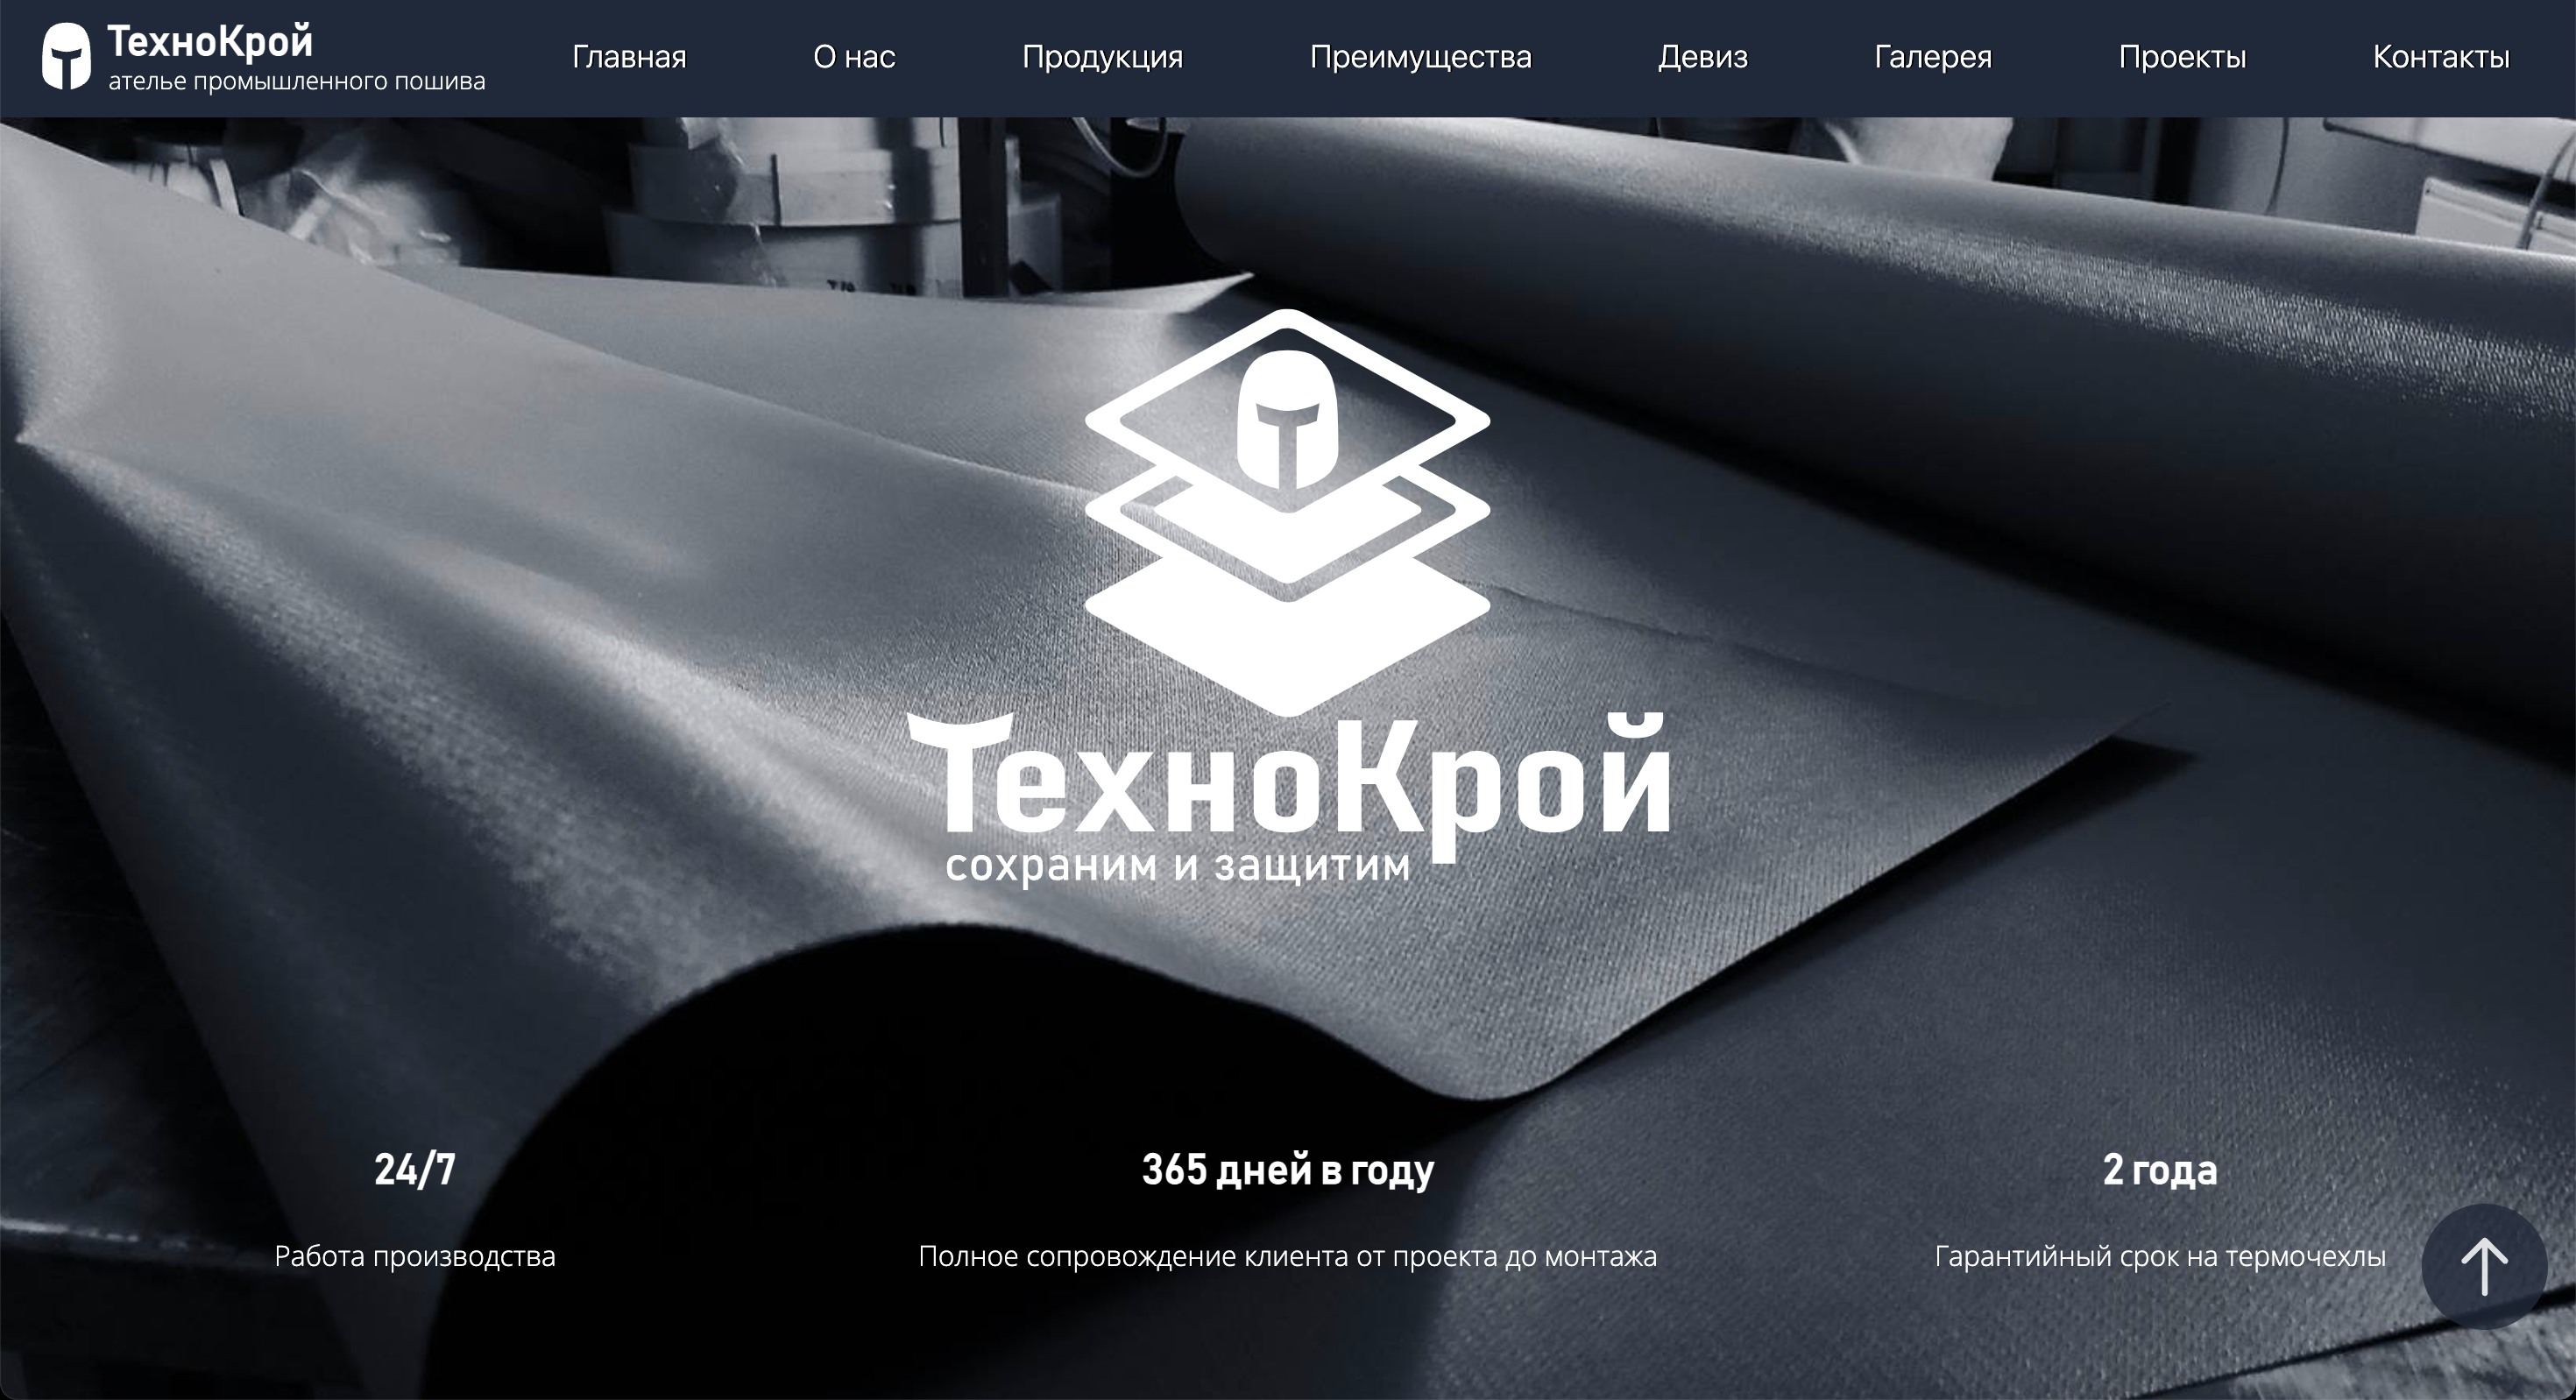 ТехноКрой
ателье промышленного пошива
Главная
О нас
Продукция
Преимущества
Девиз
Галерея
Проекты
Контакты
ТехноКрой
сохраним и защитим
24/7
365 дней в году
2 года
Работа производства
Полное сопровождение клиента от проекта до монтажа
Гарантийный срок на термочехлы